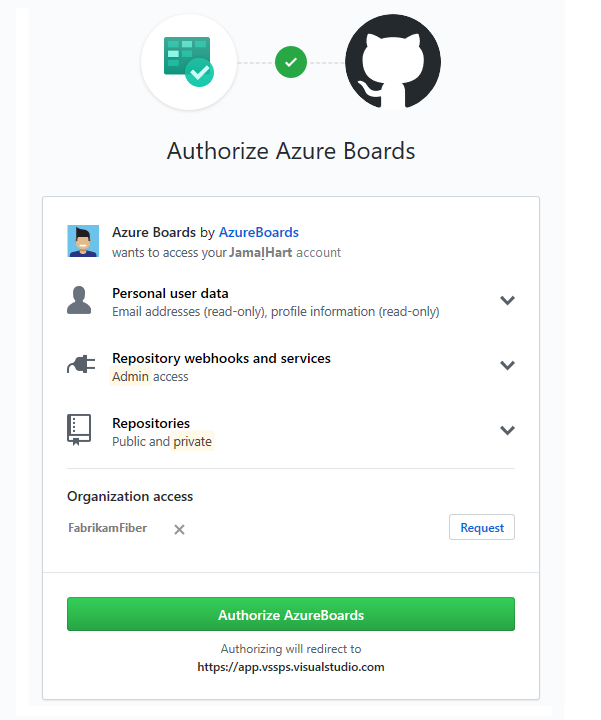 Authorize Azure Boards
Azure Boards by AzureBoards
wants to access your JamalHart account
Personal user data
Email addresses (read-only), profile information (read-only)
Repository webhooks and services
Admin access
Repositories
Public and private
Organization access
FabrikamFiber
Request
Authorize AzureBoards
Authorizing will redirect to
https://app.vssps.visualstudio.com